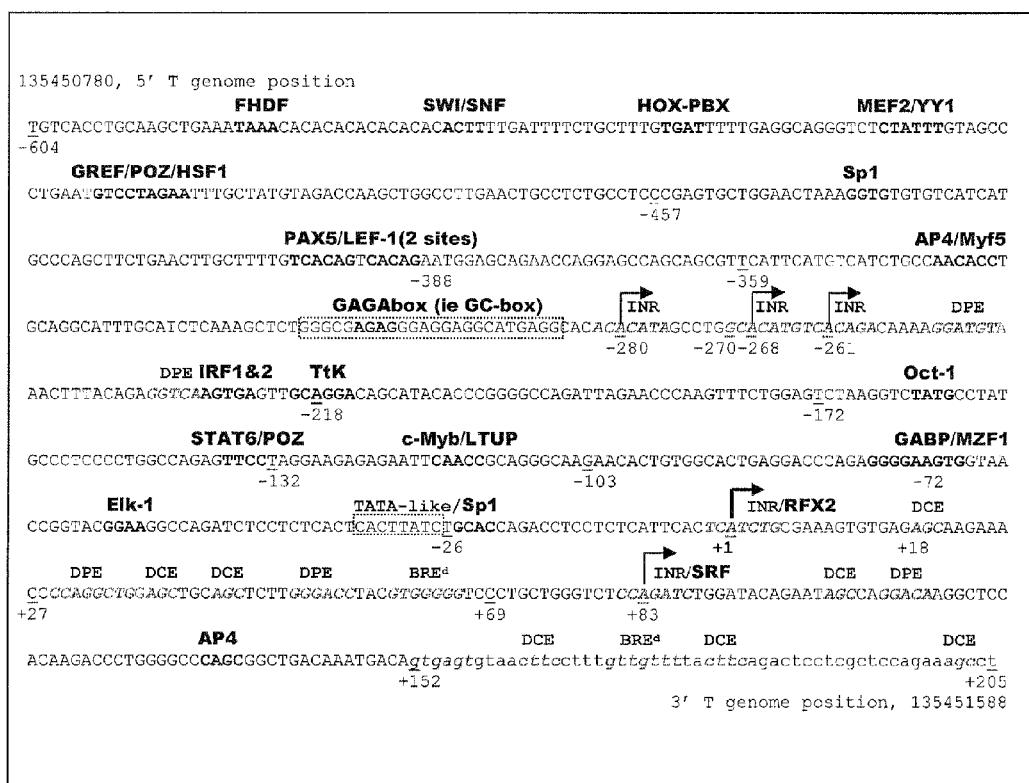 135450780, 5' T genome position
FHDF SWI/SNF HOX-PBX MEF2/YY1
TGTCACCTGCAAGCTGAAATAAACACACACACACACACACTTTTGATTTTCTGCTTTGTGATTTTTGAGGCAGGGTCTCTATTTGTAGCC
-604
GREF/POZ/HSF1 Sp1
CTGAATGTCCTAGAATTTGCTATGTAGACCAAGCTGGCCTTGAACTGCCTCTGCCTCCCGAGTGCTGGAACTAAAGGTGTGTGTCATCAT
-457
PAX5/LEF-1(2 sites) AP4/Myf5
GCCCAGCTTCTGAACTTGCTTTTGTCACAGTCACAGAATGGAGCAGAACCAGGAGCCAGCAGCGTTCATTCATGTCATCTGCCAACACCT
-388 -359
GAGAbox (ie GC-box) INR INR INR DPE
GCAGGCATTTGCATCTCAAAGCTCTGGGCGAGAGGGAGGAGGCATGAGGCACACACATAGCCTGGCACATGTCACAGACAAAAGGATGTA
-280 -270 -268 -261
DPE IRF1&2 TtK Oct-1
AACTTTACAGAGGTCAAGTGAGTTGCAGGACAGCATACACCCGGGGCCAGATTAGAACCCAAGTTTCTGGAGTCTAAGGTCTATGCCTAT
-218 -172
STAT6/POZ c-Myb/LTUP GABP/MZF1
GCCCTCCCCTGGCCAGAGTTCCTAGGAAGAGAGAATTCAACCGCAGGGCAAGAACACTGTGGCACTGAGGACCCAGAGGGGAAGTGGTAA
-132 -103 -72
Elk-1 TATA-like/Sp1 INR/RFX2 DCE
CCGGTACGGAAGGCCAGATCTCCTCTCACTCACTTATCTGCACCAGACCTCCTCTCATTCACTCATCTGCGAAAGTGTGAGAGCAAGAAA
-26 +1 +18
DPE DCE DCE DPE BREᵈ INR/SRF DCE DPE
CCCCAGGCTGGAGCTGCAGCTCTTGGGACCTACGTGGGGGTCCCTGCTGGGTCTCCAGATCTGGATACAGAATAGCCAGGACAAGGCTCC
+27 +69 +83
AP4 DCE BREᵈ DCE DCE
ACAAGACCCTGGGGCCCAGCGGCTGACAAATGACAgtgagtgtaacttcctttgttgttttacttcagactcctcgctccagaaagcct
+152 +205
3' T genome position, 135451588